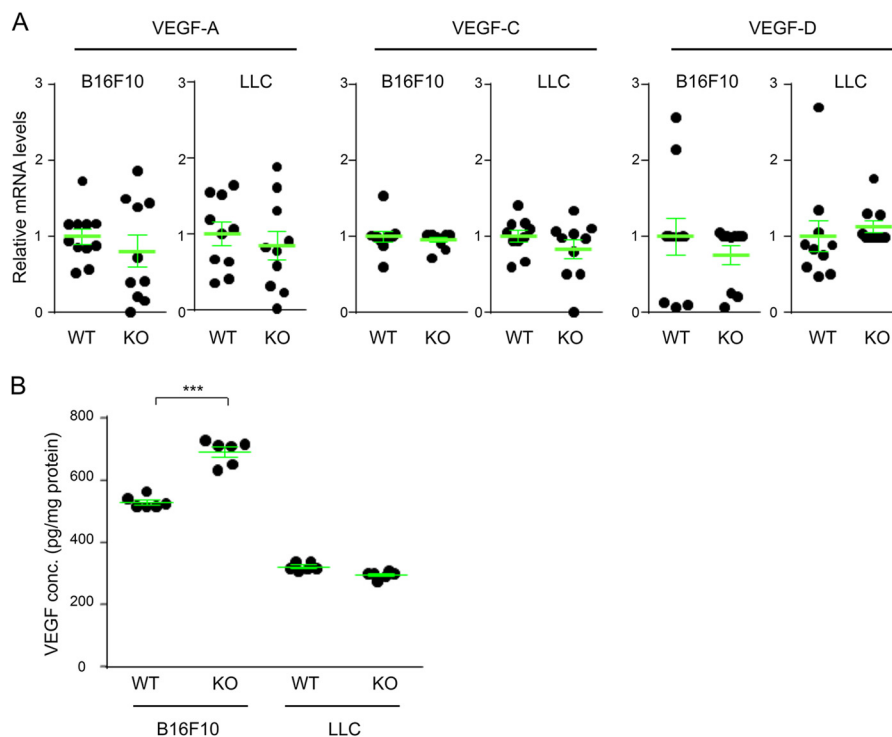 A
VEGF-A VEGF-C VEGF-D
B16F10 LLC B16F10 LLC B16F10 LLC
Relative mRNA levels
3 3 3 3 3 3
2 2 2 2 2 2
1 1 1 1 1 1
0 0 0 0 0 0
WT KO WT KO WT KO WT KO WT KO WT KO
B
***
VEGF conc. (pg/mg protein)
800
600
400
200
0
WT KO WT KO
B16F10 LLC